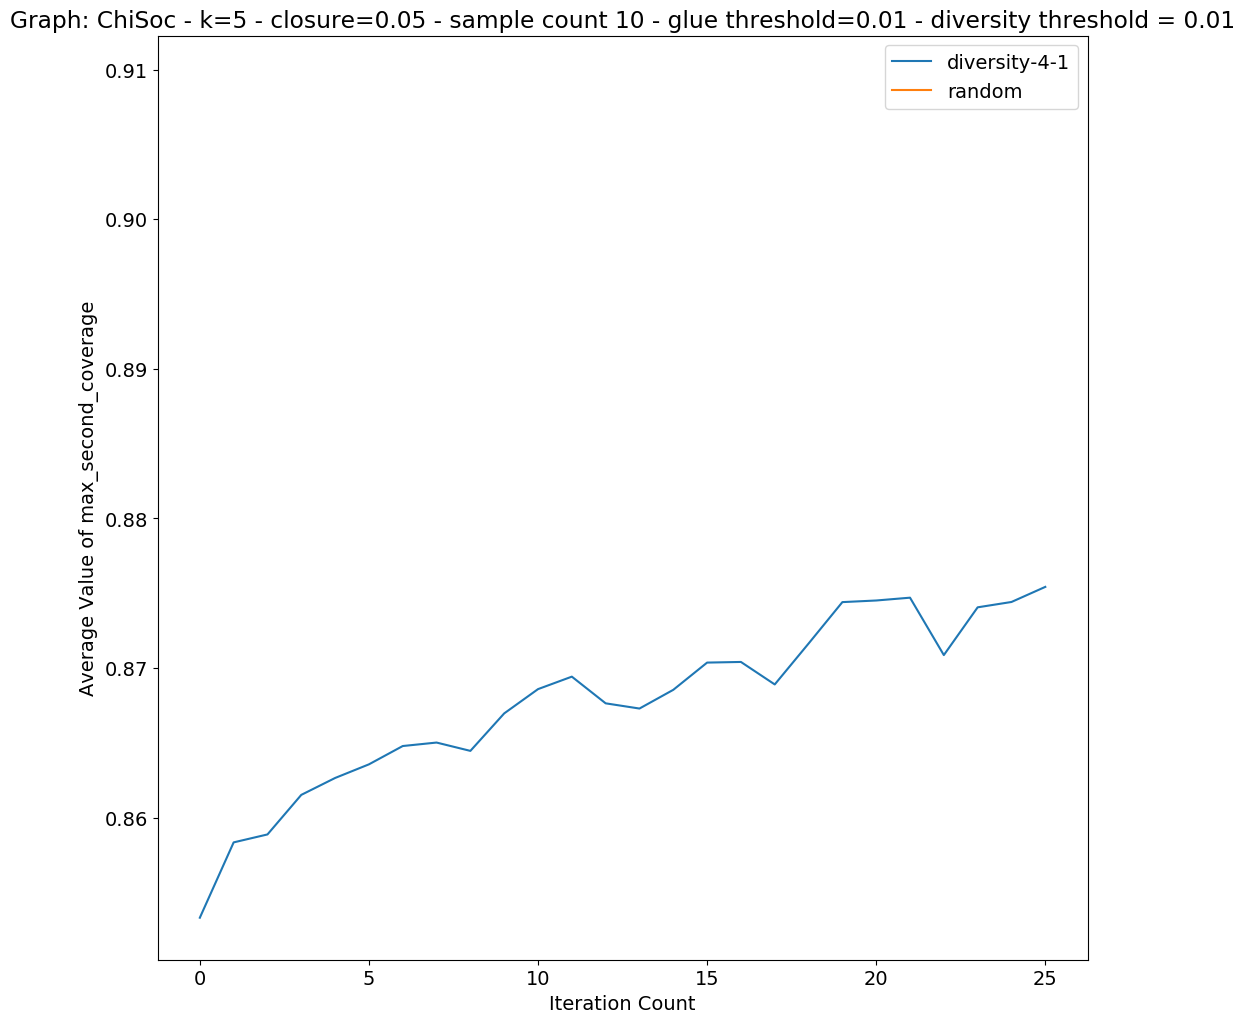 Graph: ChiSoc - k=5 - closure=0.05 - sample count 10 - glue threshold=0.01 - diversity threshold = 0.01
diversity-4-1
random
0.91
0.90
0.89
0.88
0.87
0.86
Average Value of max_second_coverage
0 5 10 15 20 25
Iteration Count